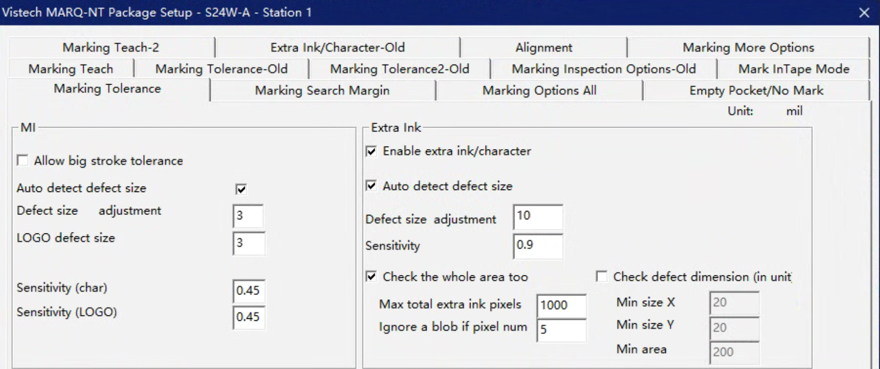 Vistech MARQ-NT Package Setup - S24W-A - Station 1
Marking Teach-2 Extra Ink/Character-Old Alignment Marking More Options
Marking Teach Marking Tolerance-Old Marking Tolerance2-Old Marking Inspection Options-Old Mark InTape Mode
Marking Tolerance Marking Search Margin Marking Options All Empty Pocket/No Mark
Unit: mil
MI
Allow big stroke tolerance
Auto detect defect size
Defect size adjustment 3
LOGO defect size 3
Sensitivity (char) 0.45
Sensitivity (LOGO) 0.45
Extra Ink
Enable extra ink/character
Auto detect defect size
Defect size adjustment 10
Sensitivity 0.9
Check the whole area too
Max total extra ink pixels 1000
Ignore a blob if pixel num 5
Check defect dimension (in unit)
Min size X 20
Min size Y 20
Min area 200